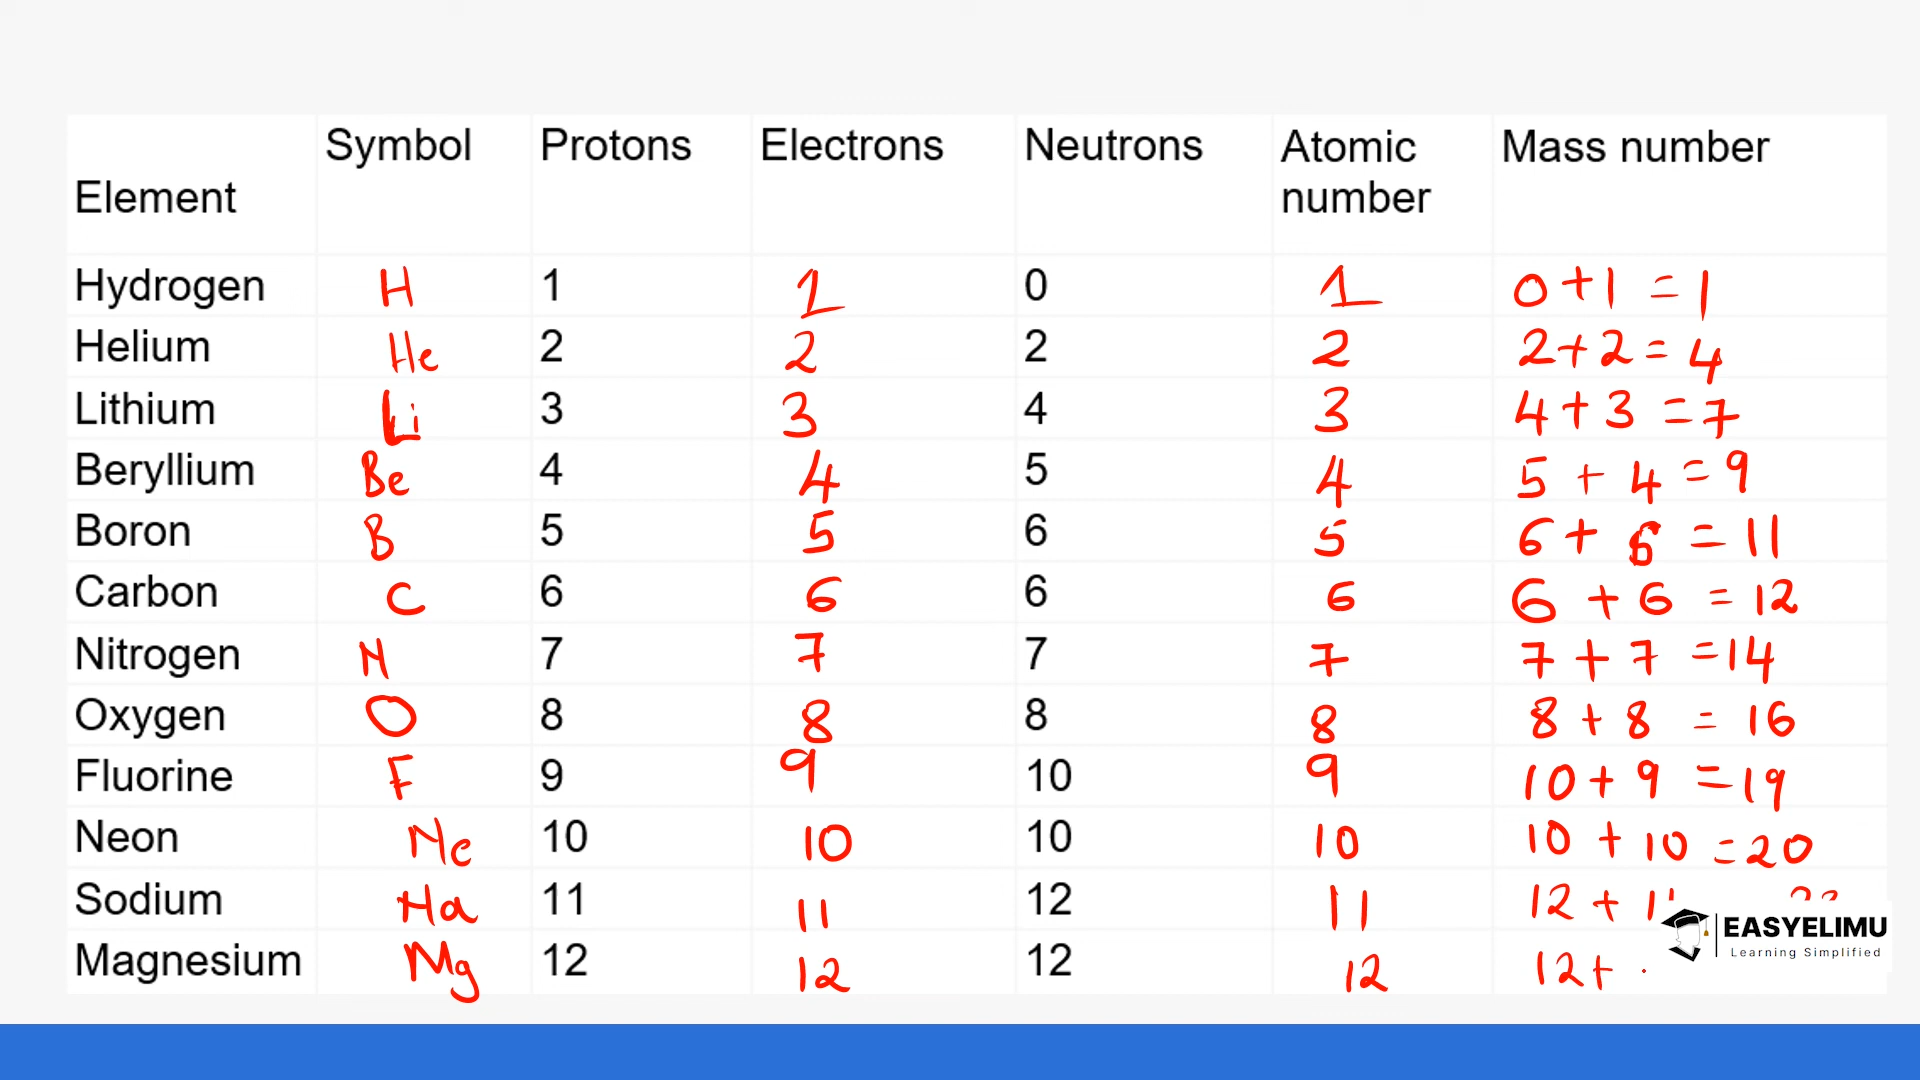 Element Symbol Protons Electrons Neutrons Atomic number Mass number
Hydrogen H 1 1 0 1 0 + 1 = 1
Helium He 2 2 2 2 2 + 2 = 4
Lithium Li 3 3 4 3 4 + 3 = 7
Beryllium Be 4 4 5 4 5 + 4 = 9
Boron B 5 5 6 5 6 + 5 = 11
Carbon C 6 6 6 6 6 + 6 = 12
Nitrogen N 7 7 7 7 7 + 7 = 14
Oxygen O 8 8 8 8 8 + 8 = 16
Fluorine F 9 9 10 9 10 + 9 = 19
Neon Ne 10 10 10 10 10 + 10 = 20
Sodium Na 11 11 12 11 12 + 11
Magnesium Mg 12 12 12 12 12 +
EASYELIMU
Learning Simplified